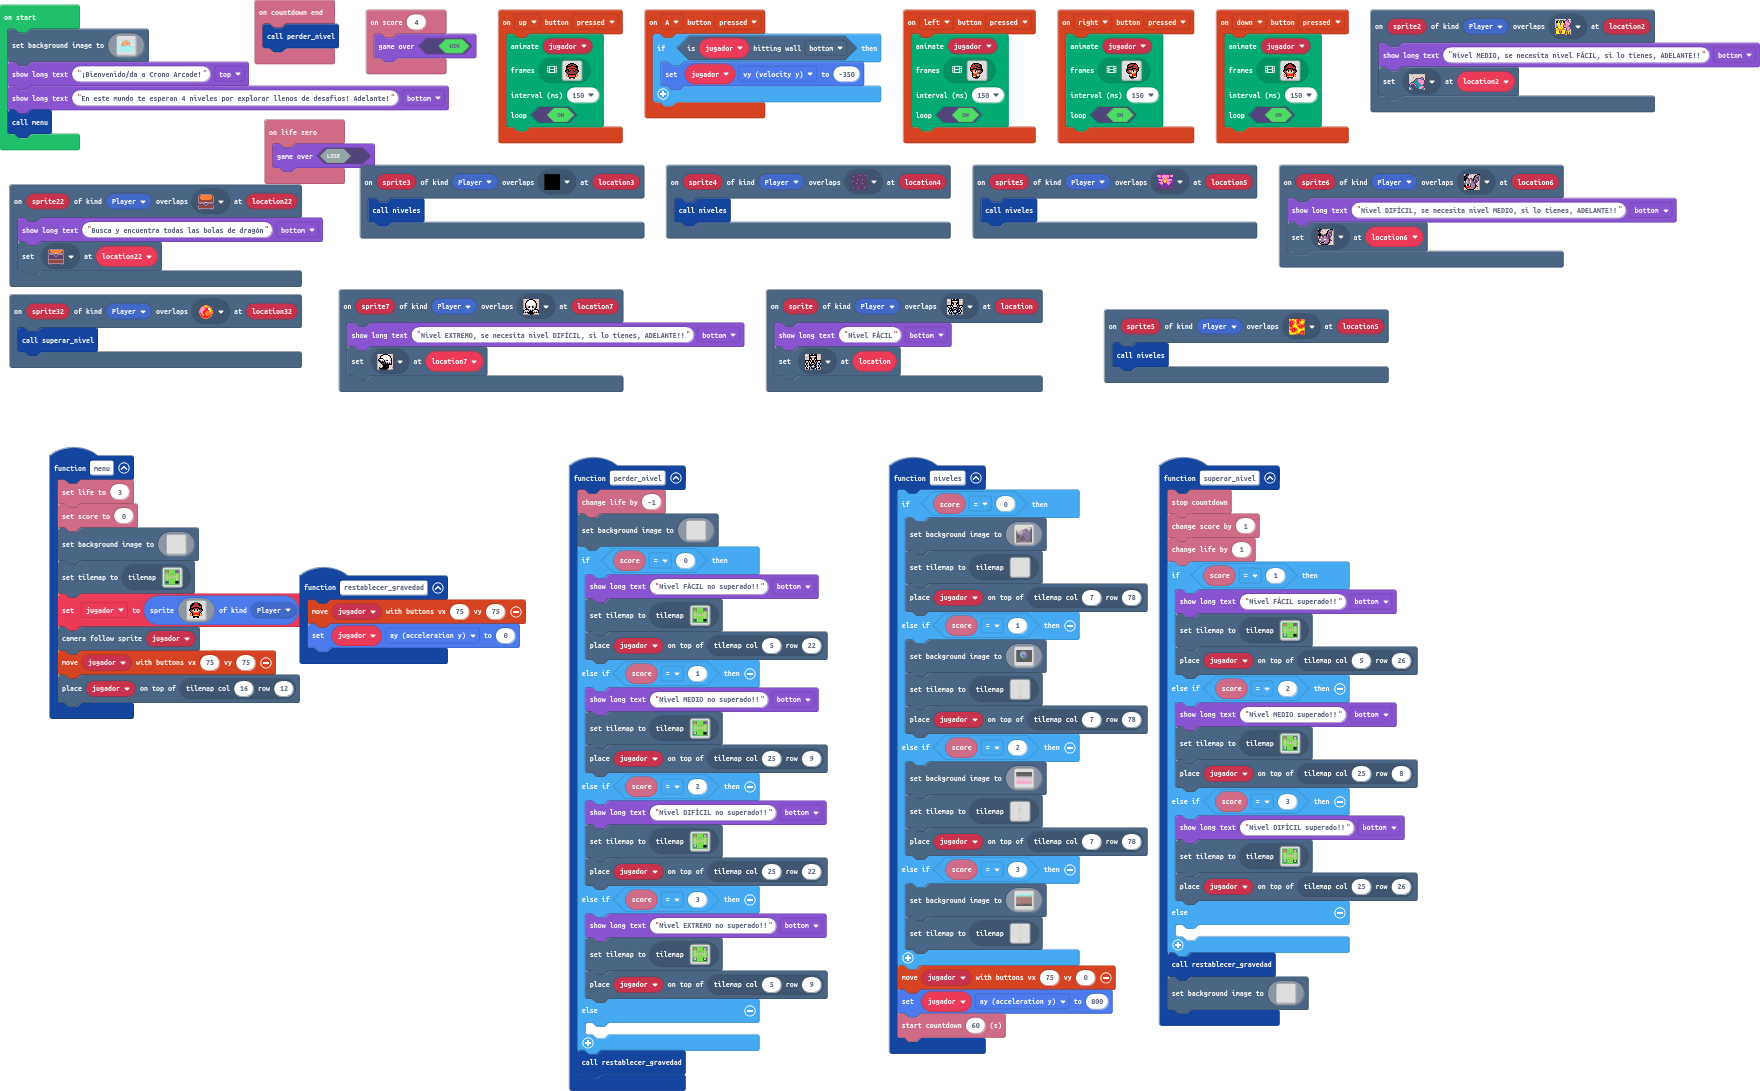 on start
set background image to
show long text "¡Bienvenido/da a Crono Arcade!" top
show long text "En este mundo te esperan 4 niveles por explorar llenos de desafíos! Adelante!" bottom
call menu
on countdown end
call perder_nivel
on score 4
game over WIN
on life zero
game over LOSE
on up button pressed
animate jugador
frames
interval (ms) 150
loop ON
on A button pressed
if is jugador hitting wall bottom then
set jugador vy (velocity y) to -350
on left button pressed
animate jugador
frames
interval (ms) 150
loop ON
on right button pressed
animate jugador
frames
interval (ms) 150
loop ON
on down button pressed
animate jugador
frames
interval (ms) 150
loop ON
on sprite2 of kind Player overlaps at location2
show long text "Nivel MEDIO, se necesita nivel FÁCIL, si lo tienes, ADELANTE!!" bottom
set at location2
on sprite22 of kind Player overlaps at location22
show long text "Busca y encuentra todas las bolas de dragón" bottom
set at location22
on sprite3 of kind Player overlaps at location3
call niveles
on sprite4 of kind Player overlaps at location4
call niveles
on sprite5 of kind Player overlaps at location5
call niveles
on sprite6 of kind Player overlaps at location6
show long text "Nivel DIFÍCIL, se necesita nivel MEDIO, si lo tienes, ADELANTE!!" bottom
set at location6
on sprite32 of kind Player overlaps at location32
call superar_nivel
on sprite7 of kind Player overlaps at location7
show long text "Nivel EXTREMO, se necesita nivel DIFÍCIL, si lo tienes, ADELANTE!!" bottom
set at location7
on sprite of kind Player overlaps at location
show long text "Nivel FÁCIL" bottom
set at location
on sprite5 of kind Player overlaps at location5
call niveles
function menu
set life to 3
set score to 0
set background image to
set tilemap to tilemap
set jugador to sprite of kind Player
camera follow sprite jugador
move jugador with buttons vx 75 vy 75
place jugador on top of tilemap col 16 row 12
function restablecer_gravedad
move jugador with buttons vx 75 vy 75
set jugador ay (acceleration y) to 0
function perder_nivel
change life by -1
set background image to
if score = 0 then
show long text "Nivel FÁCIL no superado!!" bottom
set tilemap to tilemap
place jugador on top of tilemap col 5 row 22
else if score = 1 then
show long text "Nivel MEDIO no superado!!" bottom
set tilemap to tilemap
place jugador on top of tilemap col 25 row 9
else if score = 2 then
show long text "Nivel DIFÍCIL no superado!!" bottom
set tilemap to tilemap
place jugador on top of tilemap col 25 row 22
else if score = 3 then
show long text "Nivel EXTREMO no superado!!" bottom
set tilemap to tilemap
place jugador on top of tilemap col 5 row 9
else
call restablecer_gravedad
function niveles
if score = 0 then
set background image to
set tilemap to tilemap
place jugador on top of tilemap col 7 row 78
else if score = 1 then
set background image to
set tilemap to tilemap
place jugador on top of tilemap col 7 row 78
else if score = 2 then
set background image to
set tilemap to tilemap
place jugador on top of tilemap col 7 row 78
else if score = 3 then
set background image to
set tilemap to tilemap
move jugador with buttons vx 75 vy 0
set jugador ay (acceleration y) to 800
start countdown 60 (s)
function superar_nivel
stop countdown
change score by 1
change life by 1
if score = 1 then
show long text "Nivel FÁCIL superado!!" bottom
set tilemap to tilemap
place jugador on top of tilemap col 5 row 26
else if score = 2 then
show long text "Nivel MEDIO superado!!" bottom
set tilemap to tilemap
place jugador on top of tilemap col 25 row 8
else if score = 3 then
show long text "Nivel DIFÍCIL superado!!" bottom
set tilemap to tilemap
place jugador on top of tilemap col 25 row 26
else
call restablecer_gravedad
set background image to